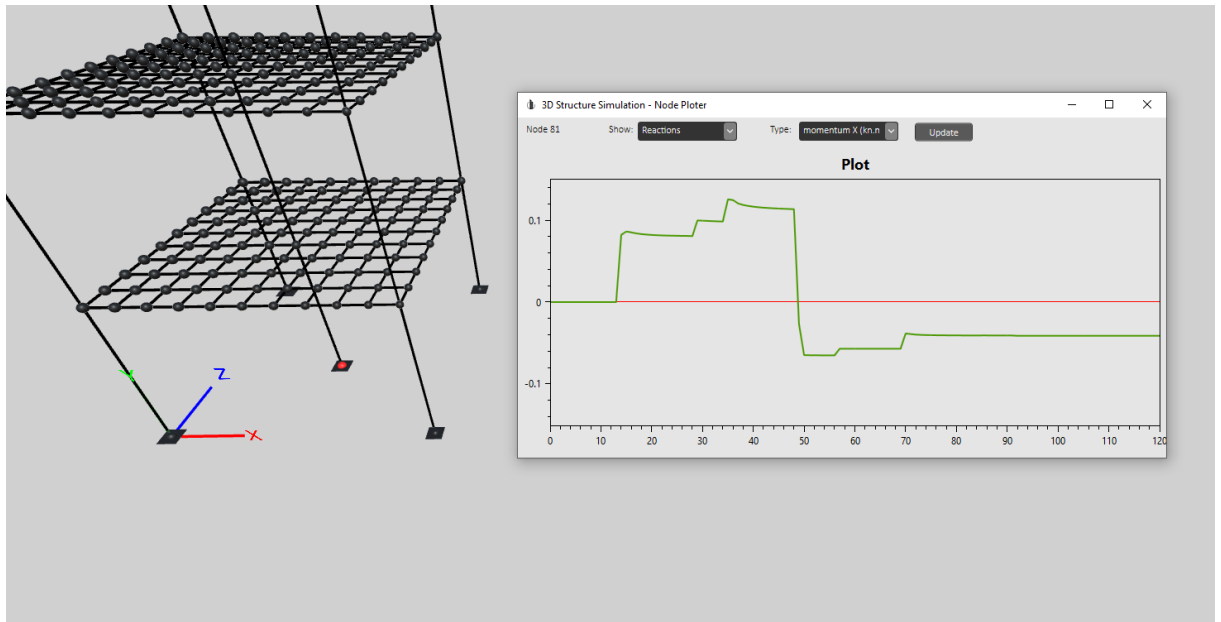 3D Structure Simulation - Node Ploter
Node 81 Show: Reactions Type: momentum X (kn.n Update
Plot
0.1
0
-0.1
0 10 20 30 40 50 60 70 80 90 100 110 120
Y
Z
X